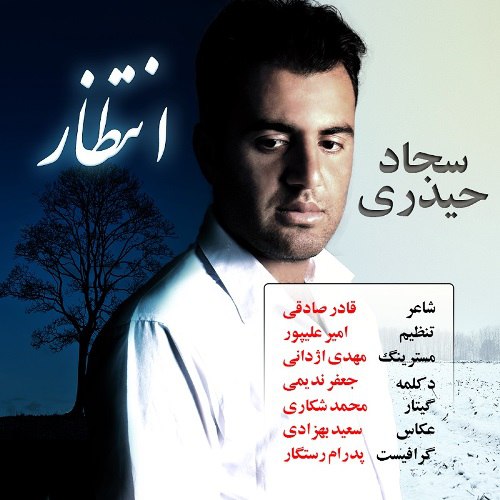 انتظار
سجاد
حیذری
شاعر قادر صادقی
تنظیم امیر علیپور
مسترینگ مهدی اژدانی
دکلمه جعفر ندیمی
گیتار محمد شکاری
عکاس سعید بهزادی
گرافیست پدرام رستگار